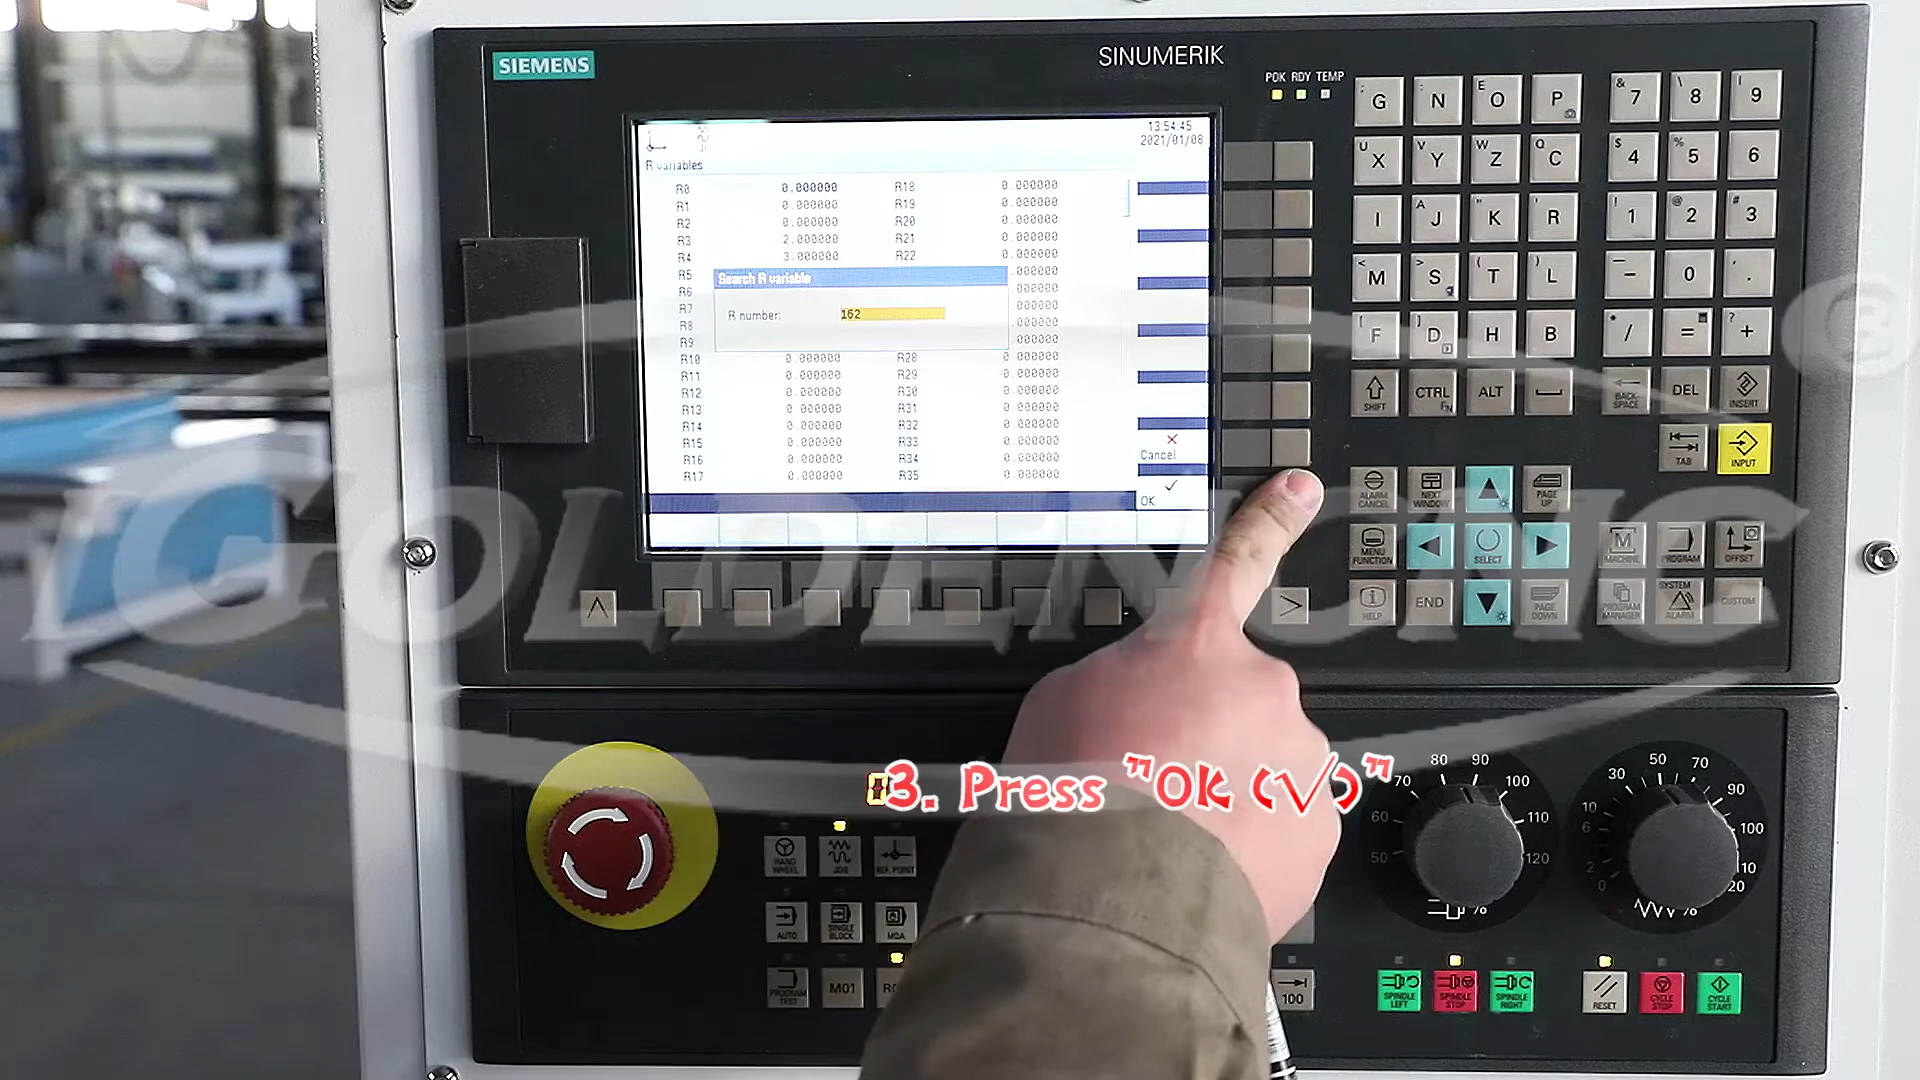 SIEMENS
SINUMERIK
POK RDY TEMP
13:54:45
2021/01/08
R variables
R0 0.000000 R18 0.000000
R1 0.000000 R19 0.000000
R2 0.000000 R20 0.000000
R3 2.000000 R21 0.000000
R4 3.000000 R22 0.000000
R5 .000000
R6 .000000
R7 .000000
R8 .000000
R9 .000000
Search R variable
R number: 162
R10 0.000000 R28 0.000000
R11 0.000000 R29 0.000000
R12 0.000000 R30 0.000000
R13 0.000000 R31 0.000000
R14 0.000000 R32 0.000000
R15 0.000000 R33 0.000000
R16 0.000000 R34 0.000000
R17 0.000000 R35 0.000000
Cancel
OK
: G : N E O P & 7 \ 8 | 9
U X V Y W Z Q C $ 4 % 5 6
I A J " K ' R ! 1 @ 2 # 3
< M > S ( T ) L - 0 .
[ F ] D H B * / = ? +
SHIFT CTRL FN ALT BACKSPACE DEL INSERT
TAB INPUT
ALARM CANCEL NEXT WINDOW PAGE UP
MENU FUNCTION SELECT MACHINE PROGRAM OFFSET
HELP END PAGE DOWN PROGRAM MANAGER SYSTEM ALARM CUSTOM
GOLDENCNC ®
3. Press "OK (√)"
HAND WHEEL JOG REF. POINT
AUTO SINGLE BLOCK MDA
PROGRAM TEST M01
100
50 60 70 80 90 100 110 120
%
0 2 6 10 30 50 70 90 100 110 120
%
SPINDLE LEFT SPINDLE STOP SPINDLE RIGHT
RESET CYCLE STOP CYCLE START